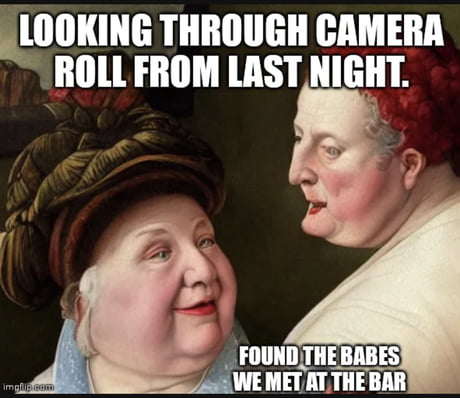 LOOKING THROUGH CAMERA
ROLL FROM LAST NIGHT.
FOUND THE BABES
WE MET AT THE BAR
imgflip.com